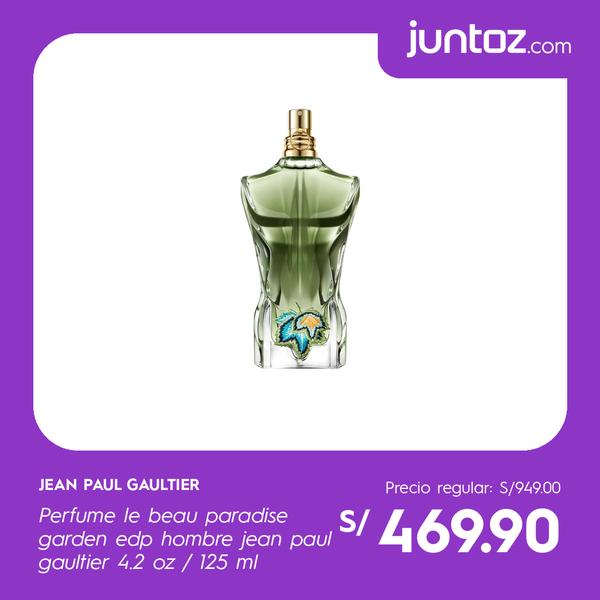 juntoz.com
JEAN PAUL GAULTIER
Perfume le beau paradise
garden edp hombre jean paul
gaultier 4.2 oz / 125 ml
Precio regular: S/949.00
S/ 469.90